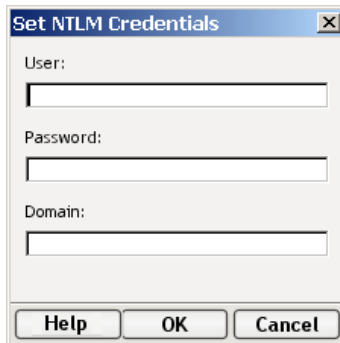 Set NTLM Credentials
User:
Password:
Domain:
Help OK Cancel